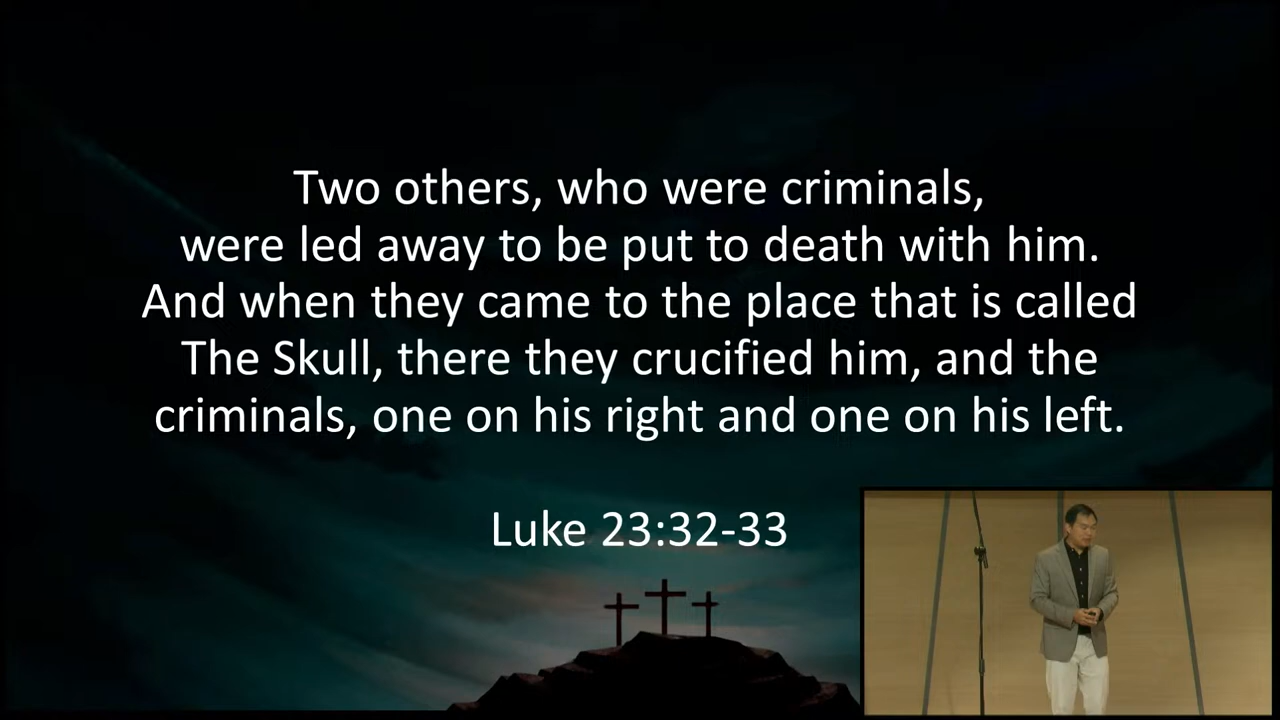 Two others, who were criminals,
were led away to be put to death with him.
And when they came to the place that is called
The Skull, there they crucified him, and the
criminals, one on his right and one on his left.
Luke 23:32-33